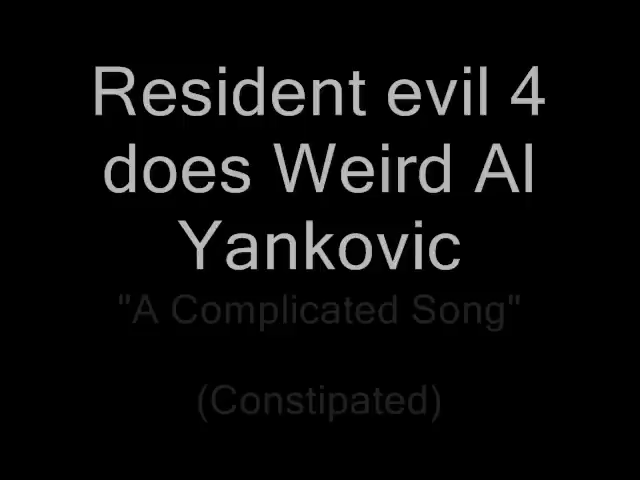 Resident evil 4
does Weird Al
Yankovic
"A Complicated Song"
(Constipated)